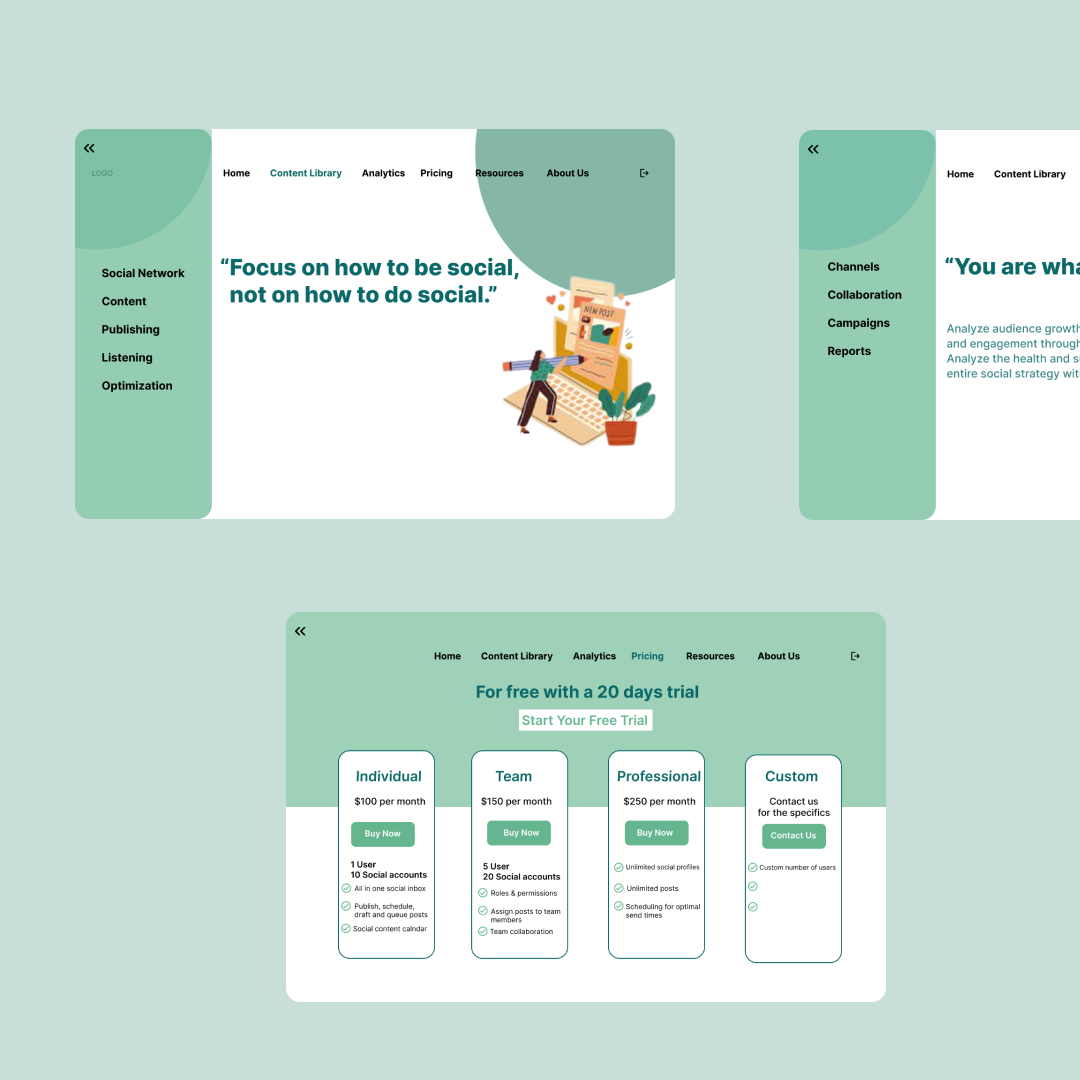 LOGO
Home Content Library Analytics Pricing Resources About Us
“Focus on how to be social,
not on how to do social.”
NEW POST
Social Network
Content
Publishing
Listening
Optimization
Home Content Library
“You are wha
Channels
Collaboration
Campaigns
Reports
Analyze audience growth
and engagement through
Analyze the health and su
entire social strategy wit
Home Content Library Analytics Pricing Resources About Us
For free with a 20 days trial
Start Your Free Trial
Individual
$100 per month
Buy Now
1 User
10 Social accounts
All in one social inbox
Publish, schedule,
draft and queue posts
Social content calndar
Team
$150 per month
Buy Now
5 User
20 Social accounts
Roles & permissions
Assign posts to team
members
Team collaboration
Professional
$250 per month
Buy Now
Unlimited social profiles
Unlimited posts
Scheduling for optimal
send times
Custom
Contact us
for the specifics
Contact Us
Custom number of users